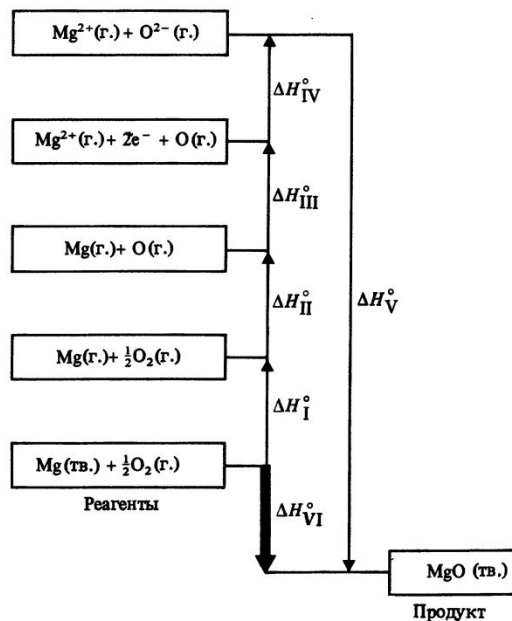 Mg²⁺(г.) + O²⁻(г.)
ΔH°IV
Mg²⁺(г.) + 2e⁻ + O(г.)
ΔH°III
Mg(г.) + O(г.)
ΔH°II
ΔH°V
Mg(г.) + ½O₂(г.)
ΔH°I
Mg(тв.) + ½O₂(г.)
Реагенты
ΔH°VI
MgO (тв.)
Продукт